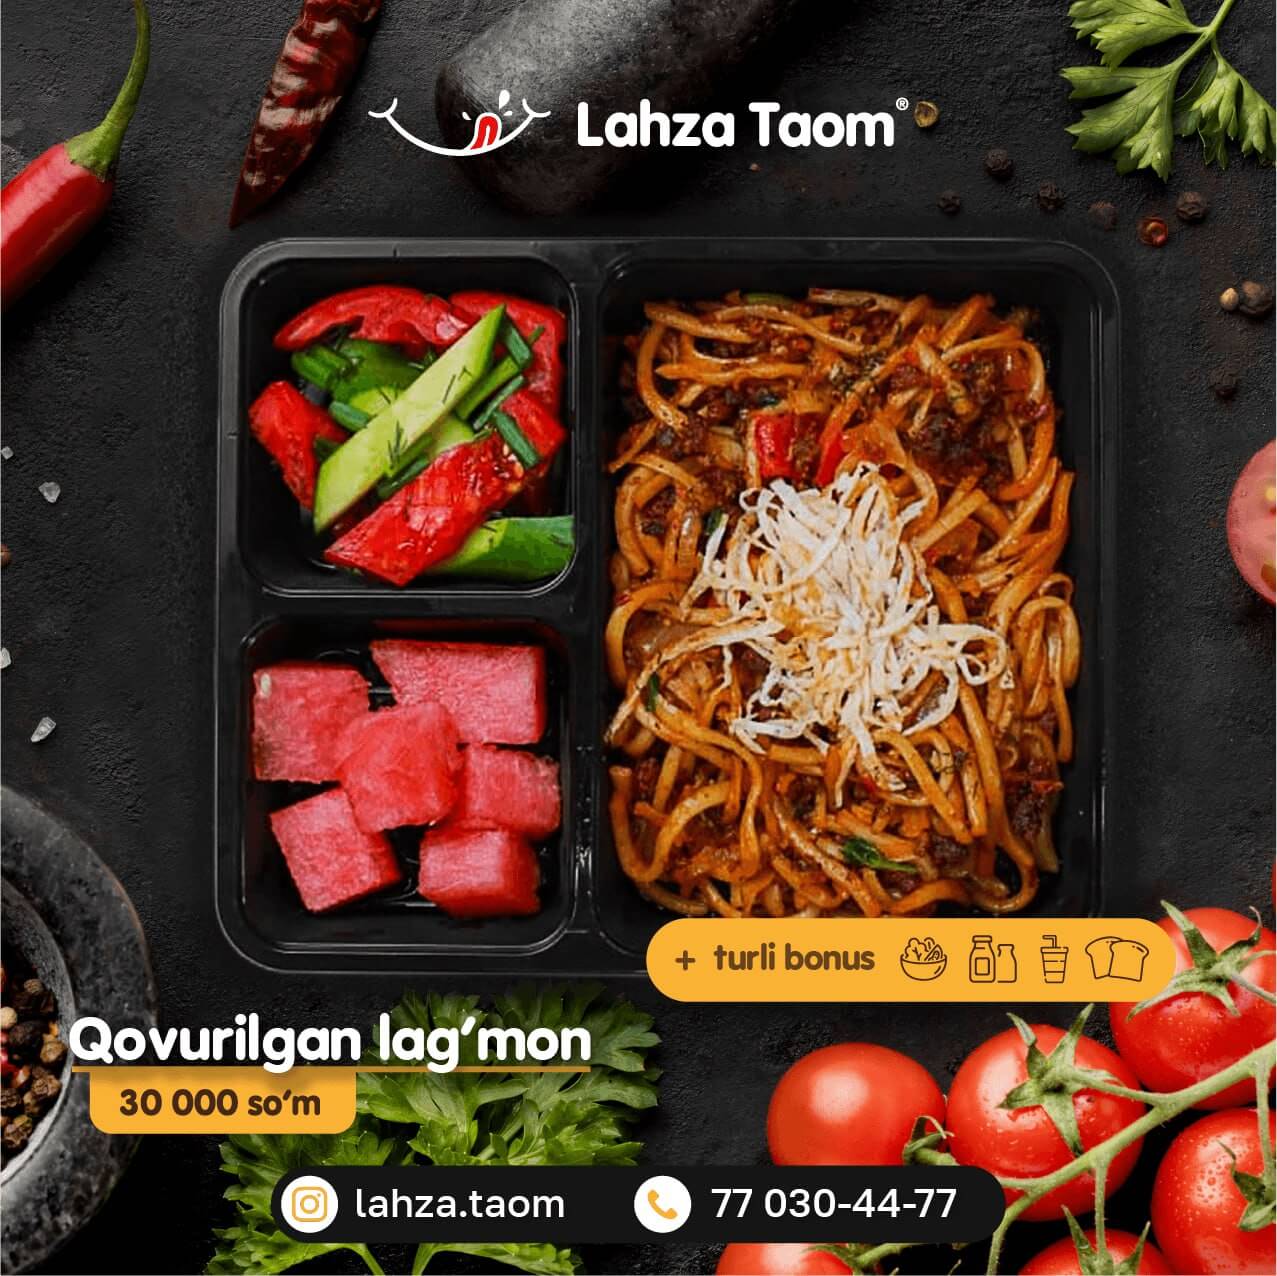 Lahza Taom®
+ turli bonus
Qovurilgan lag‘mon
30 000 so‘m
lahza.taom
77 030-44-77